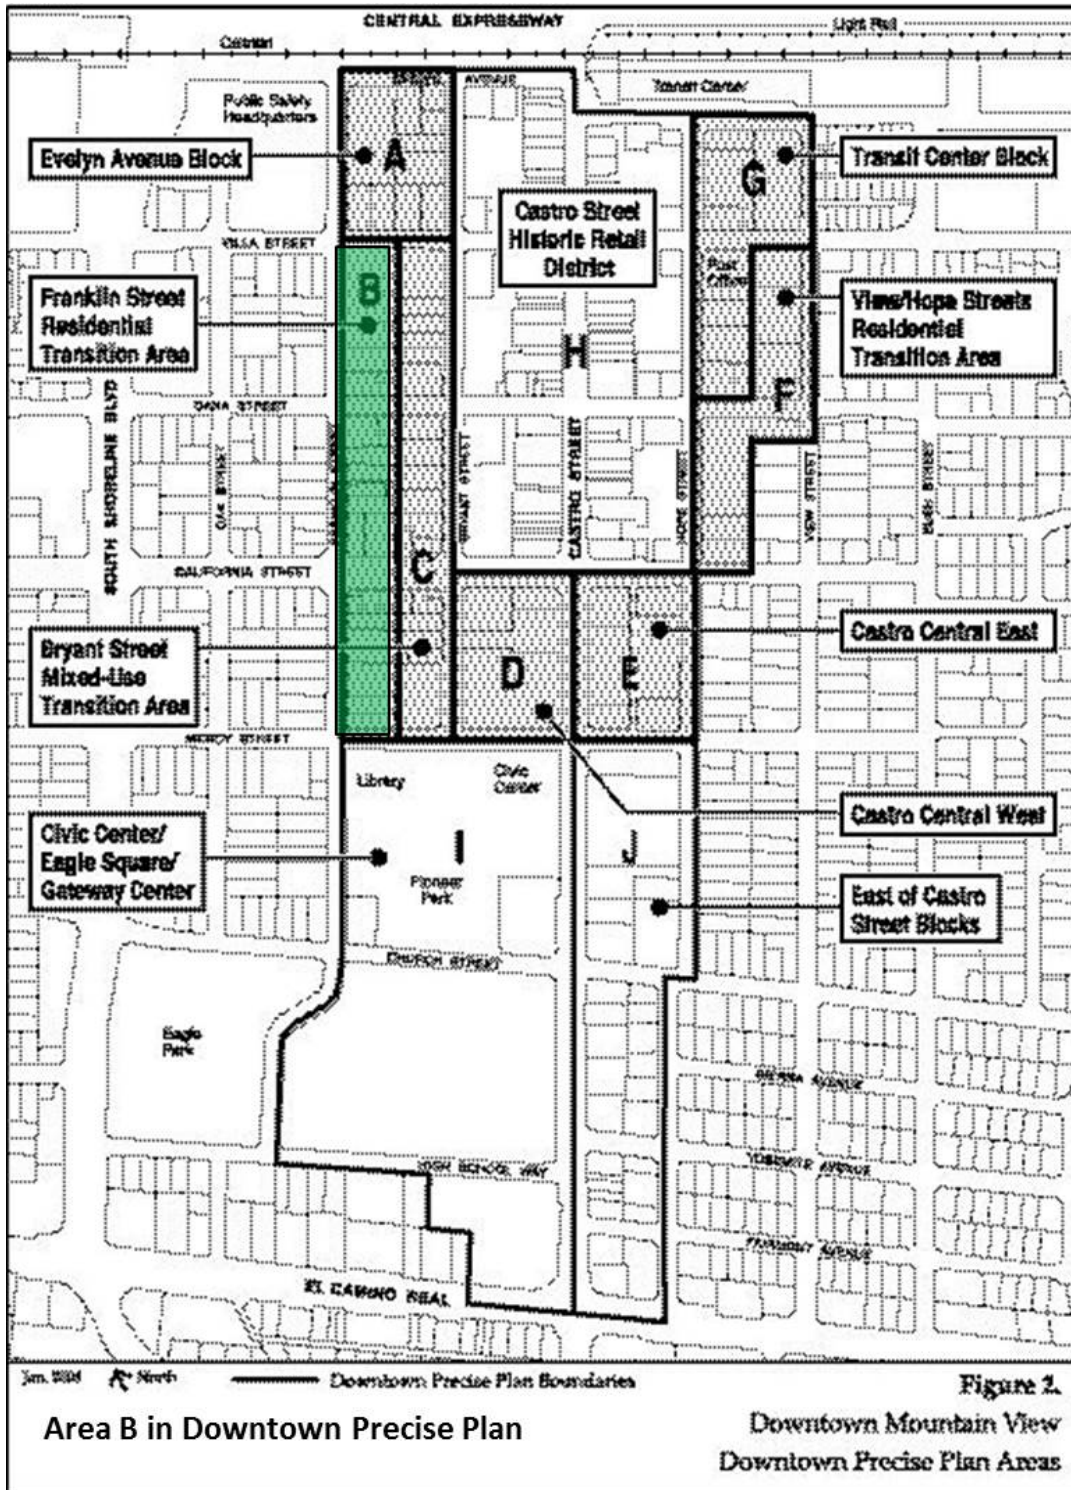 CENTRAL EXPRESSWAY
Light Rail
Caltrain
AVENUE
Transit Center
Public Safety
Headquarters
Evelyn Avenue Block
A
G
Transit Center Block
Castro Street
Historic Retail
District
VILLA STREET
Post
Office
B
Franklin Street
Residential
Transition Area
View/Hope Streets
Residential
Transition Area
H
F
DANA STREET
SOUTH SHORELINE BLVD
OAK STREET
BRYANT STREET
CASTRO STREET
HOPE STREET
VIEW STREET
BUSH STREET
CALIFORNIA STREET
C
Bryant Street
Mixed-Use
Transition Area
Castro Central East
D
E
MERCY STREET
Library
Civic
Center
Castro Central West
Civic Center/
Eagle Square/
Gateway Center
I
J
Pioneer
Park
East of Castro
Street Blocks
CHURCH STREET
Eagle
Park
HIGH SCHOOL WAY
YOSEMITE AVENUE
FAIRMONT AVENUE
EL CAMINO REAL
North
Downtown Precise Plan Boundaries
Figure 2.
Area B in Downtown Precise Plan
Downtown Mountain View
Downtown Precise Plan Areas